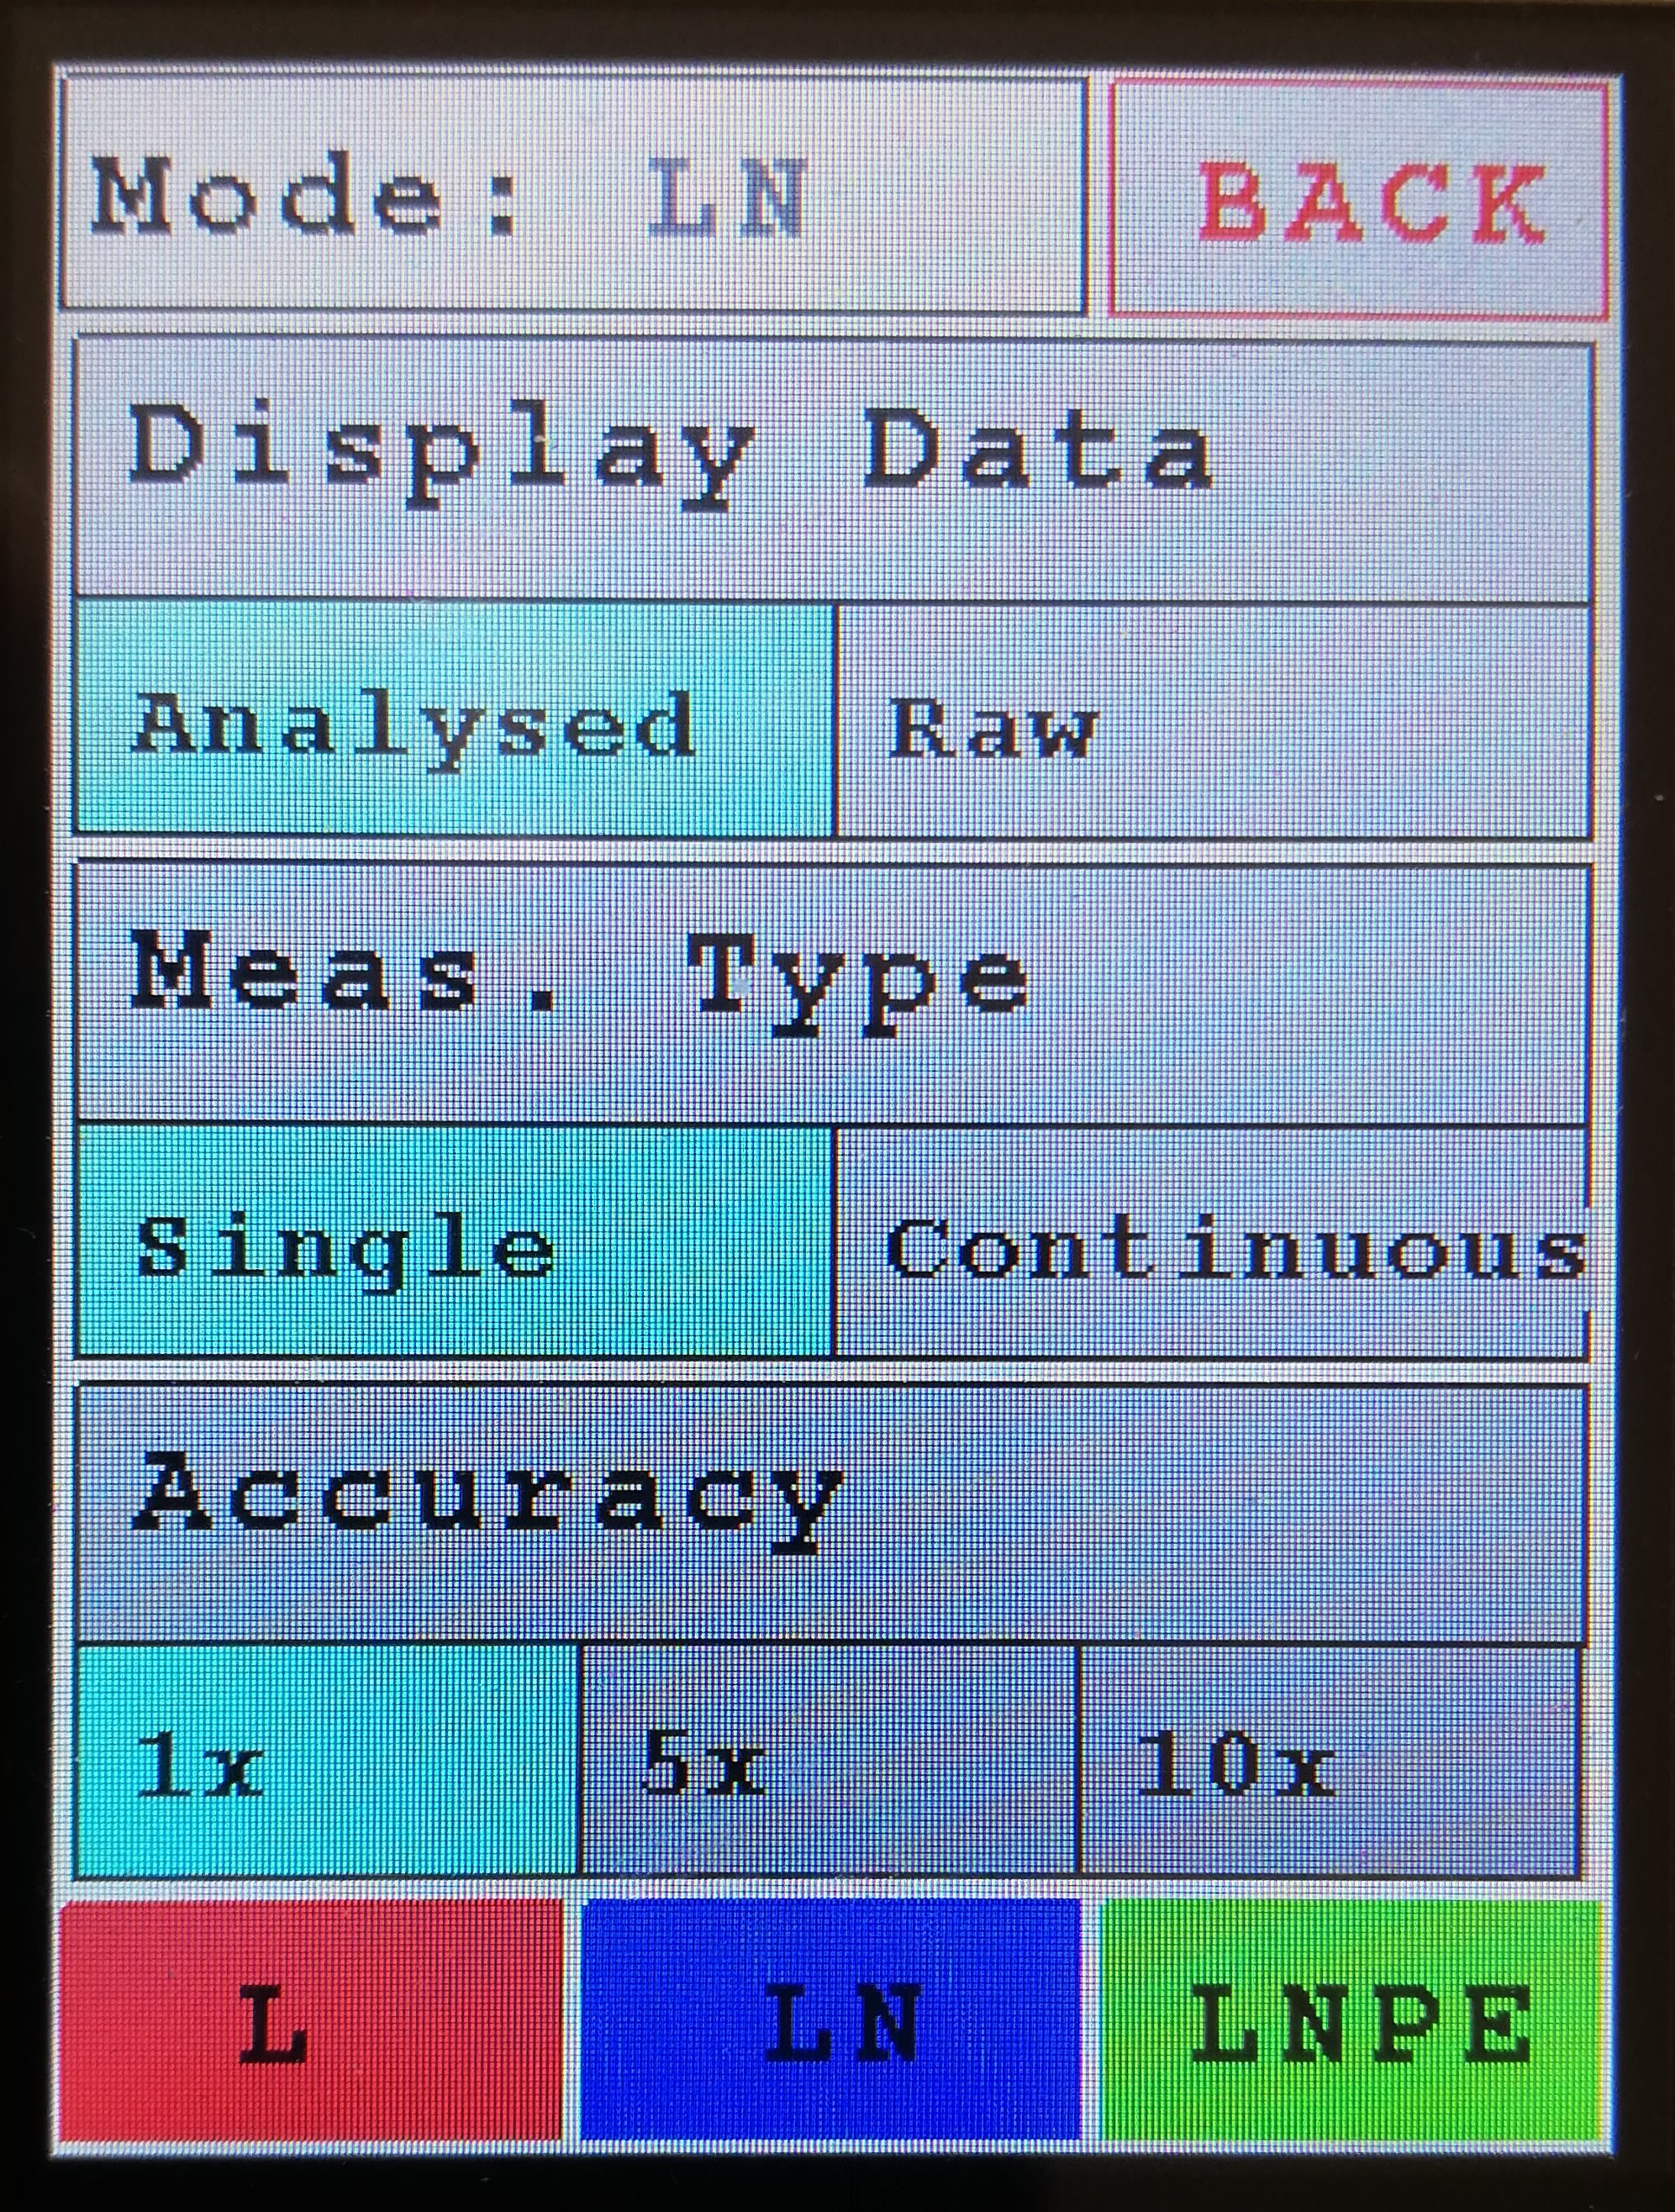 Mode: LN BACK
Display Data
Analysed Raw
Meas. Type
Single Continuous
Accuracy
1x 5x 10x
L LN LNPE